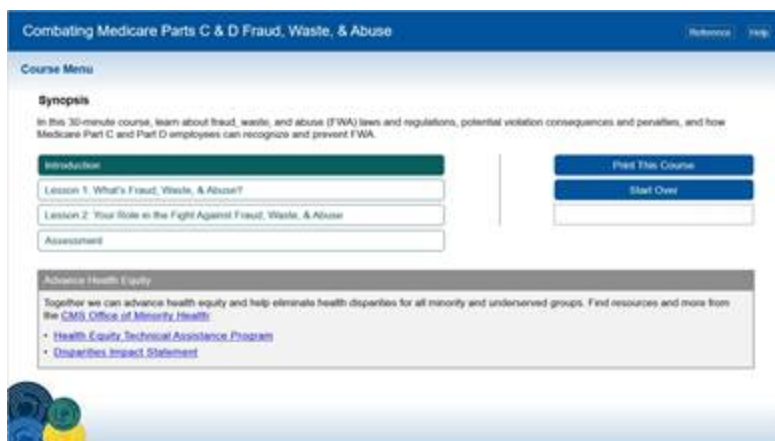 Combating Medicare Parts C & D Fraud, Waste, & Abuse
Reference
Help
Course Menu
Synopsis
In this 30-minute course, learn about fraud, waste, and abuse (FWA) laws and regulations, potential violation consequences and penalties, and how
Medicare Part C and Part D employees can recognize and prevent FWA.
Introduction
Print This Course
Lesson 1: What's Fraud, Waste, & Abuse?
Start Over
Lesson 2: Your Role in the Fight Against Fraud, Waste, & Abuse
Assessment
Advance Health Equity
Together we can advance health equity and help eliminate health disparities for all minority and underserved groups. Find resources and more from
the CMS Office of Minority Health:
• Health Equity Technical Assistance Program
• Disparities Impact Statement